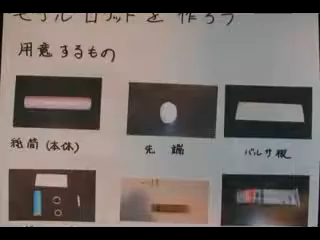 モデルロケットを作ろう
用意するもの
紙筒(本体)
先端
バルサ板